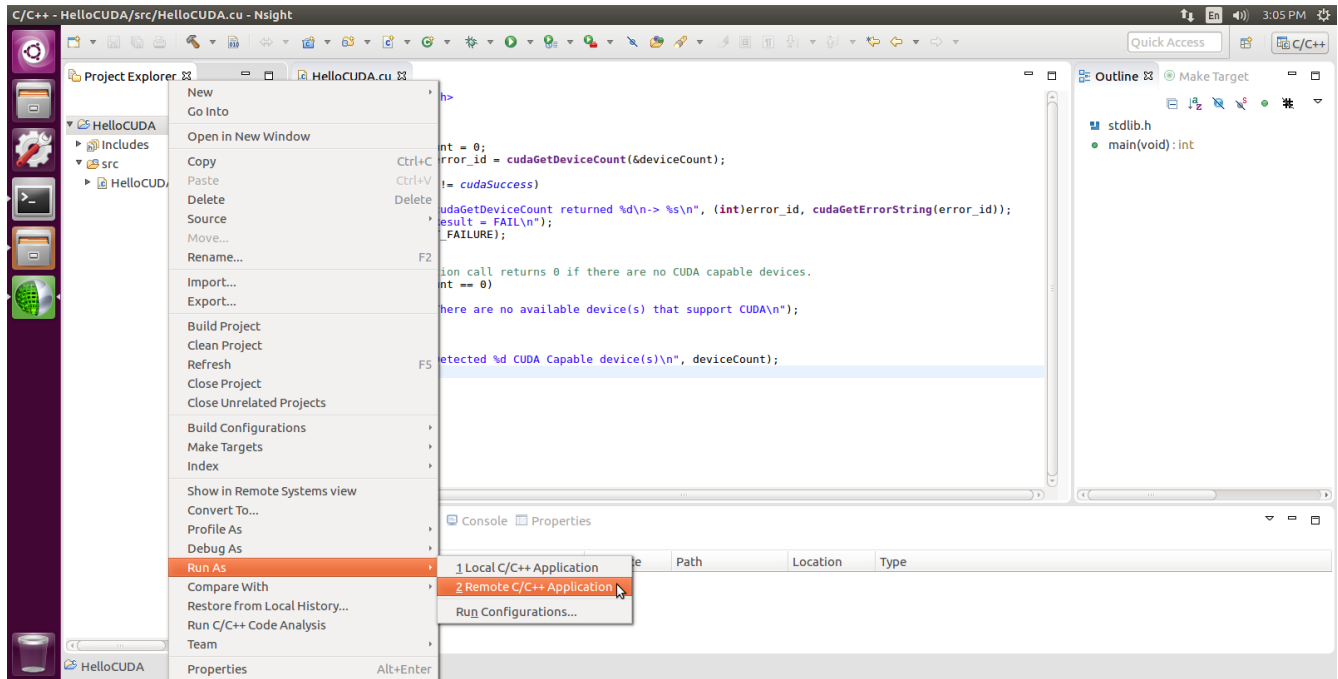 C/C++ - HelloCUDA/src/HelloCUDA.cu - Nsight
En 3:05 PM
Quick Access C/C++
Project Explorer
HelloCUDA.cu
Outline Make Target
HelloCUDA
Includes
src
HelloCUD
New
Go Into
Open in New Window
Copy Ctrl+C
Paste Ctrl+V
Delete Delete
Source
Move...
Rename... F2
Import...
Export...
Build Project
Clean Project
Refresh F5
Close Project
Close Unrelated Projects
Build Configurations
Make Targets
Index
Show in Remote Systems view
Convert To...
Profile As
Debug As
Run As
Compare With
Restore from Local History...
Run C/C++ Code Analysis
Team
Properties Alt+Enter
1 Local C/C++ Application
2 Remote C/C++ Application
Run Configurations...
h>
nt = 0;
rror_id = cudaGetDeviceCount(&deviceCount);
!= cudaSuccess)
udaGetDeviceCount returned %d\n-> %s\n", (int)error_id, cudaGetErrorString(error_id));
esult = FAIL\n");
_FAILURE);
ion call returns 0 if there are no CUDA capable devices.
nt == 0)
here are no available device(s) that support CUDA\n");
etected %d CUDA Capable device(s)\n", deviceCount);
stdlib.h
main(void) : int
Console Properties
e Path Location Type
HelloCUDA